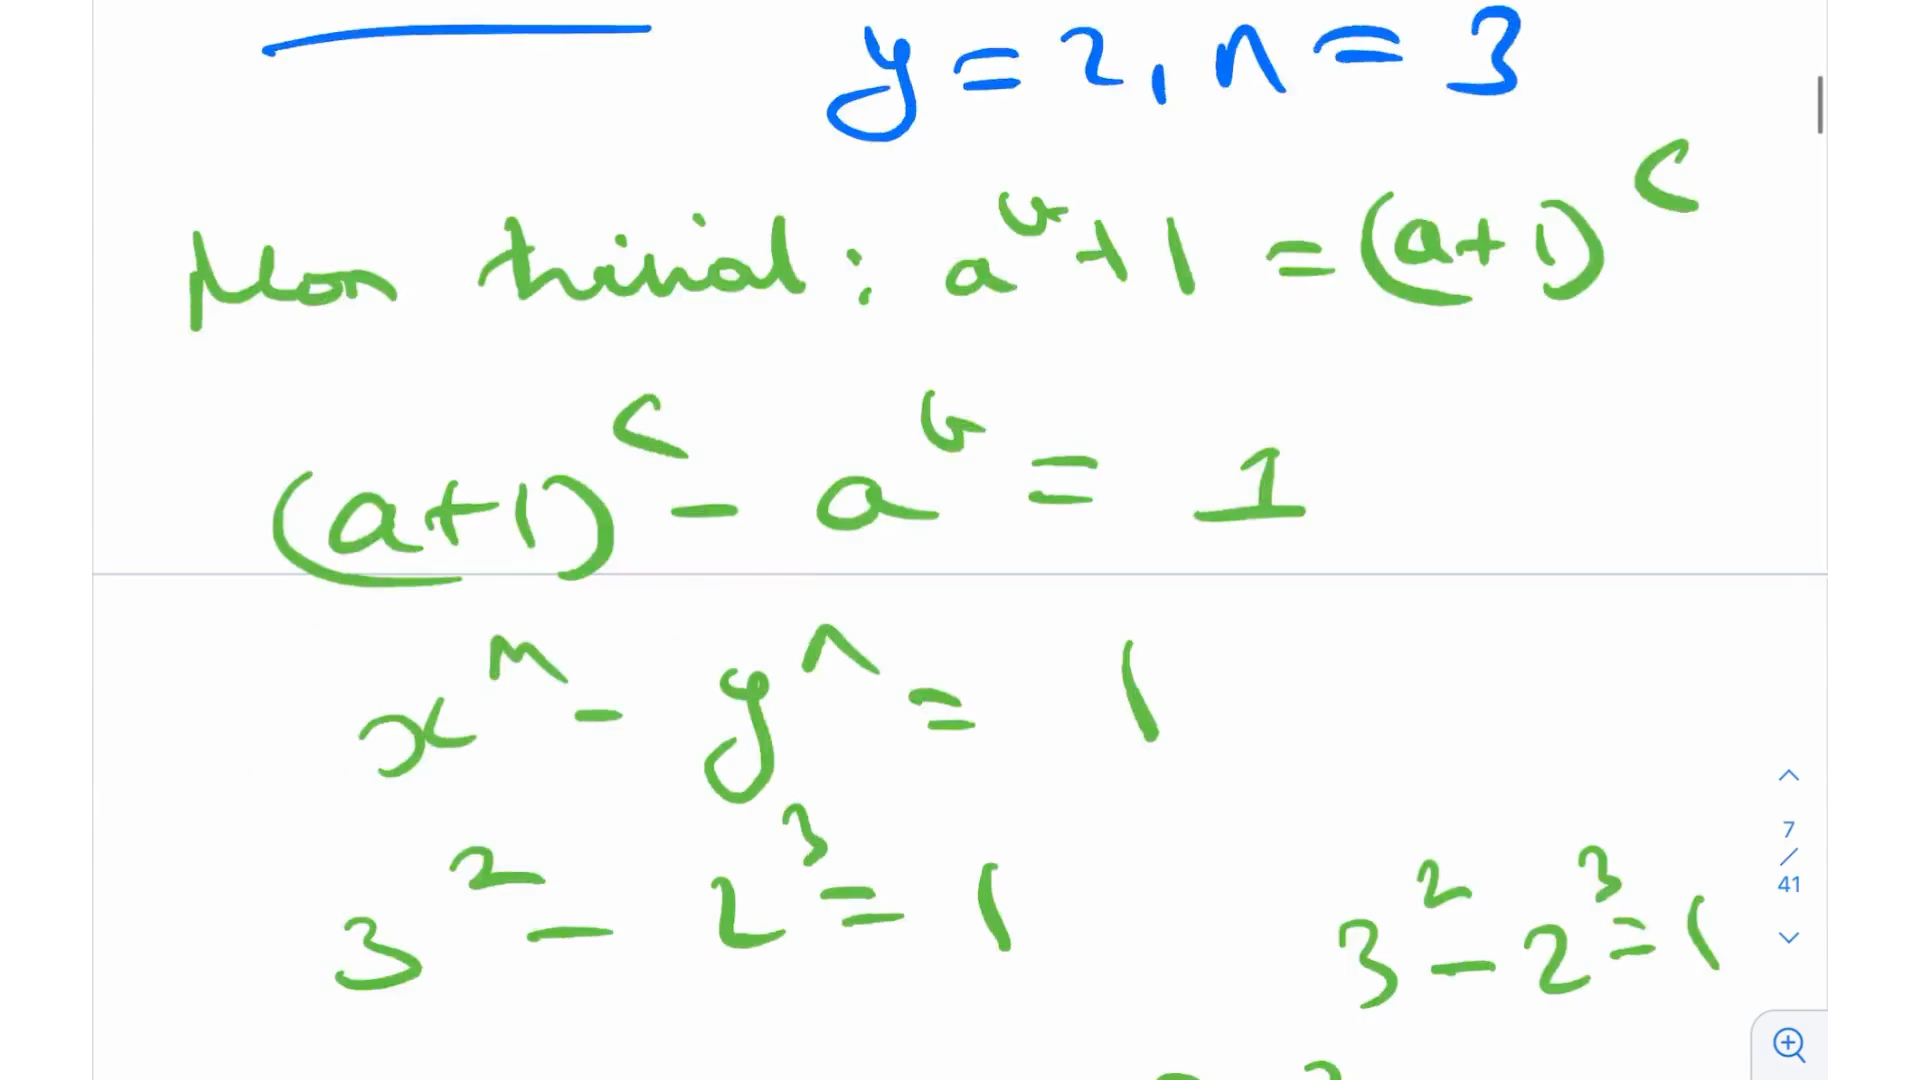 y = 2, n = 3
Non trivial : a^b + 1 = (a+1)^c
(a+1)^c - a^b = 1
x^m - y^n = 1
3^2 - 2^3 = 1
3^2 - 2^3 = 1
7
/
41